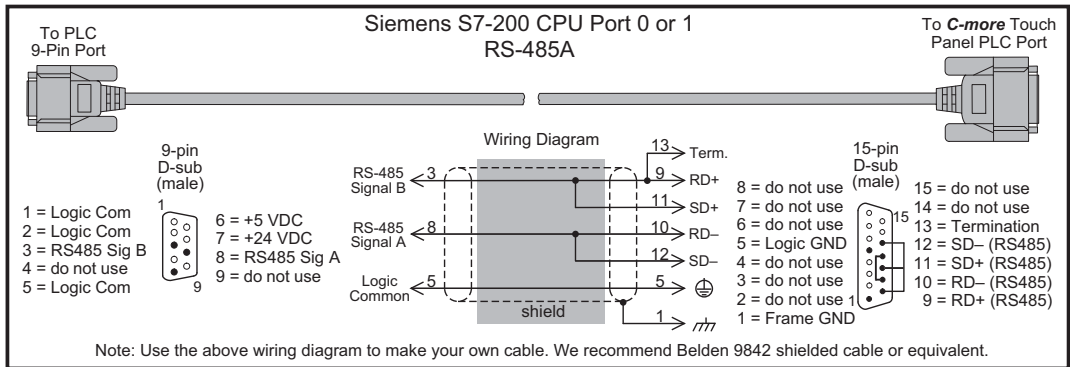 To PLC
9-Pin Port
Siemens S7-200 CPU Port 0 or 1
RS-485A
To C-more Touch
Panel PLC Port
9-pin
D-sub
(male)
1
9
1 = Logic Com
2 = Logic Com
3 = RS485 Sig B
4 = do not use
5 = Logic Com
6 = +5 VDC
7 = +24 VDC
8 = RS485 Sig A
9 = do not use
Wiring Diagram
RS-485
Signal B
3
RS-485
Signal A
8
Logic
Common
5
shield
13 Term.
9 RD+
11 SD+
10 RD–
12 SD–
5
1
8 = do not use
7 = do not use
6 = do not use
5 = Logic GND
4 = do not use
3 = do not use
2 = do not use
1 = Frame GND
15-pin
D-sub
(male)
15
1
15 = do not use
14 = do not use
13 = Termination
12 = SD– (RS485)
11 = SD+ (RS485)
10 = RD– (RS485)
9 = RD+ (RS485)
Note: Use the above wiring diagram to make your own cable. We recommend Belden 9842 shielded cable or equivalent.